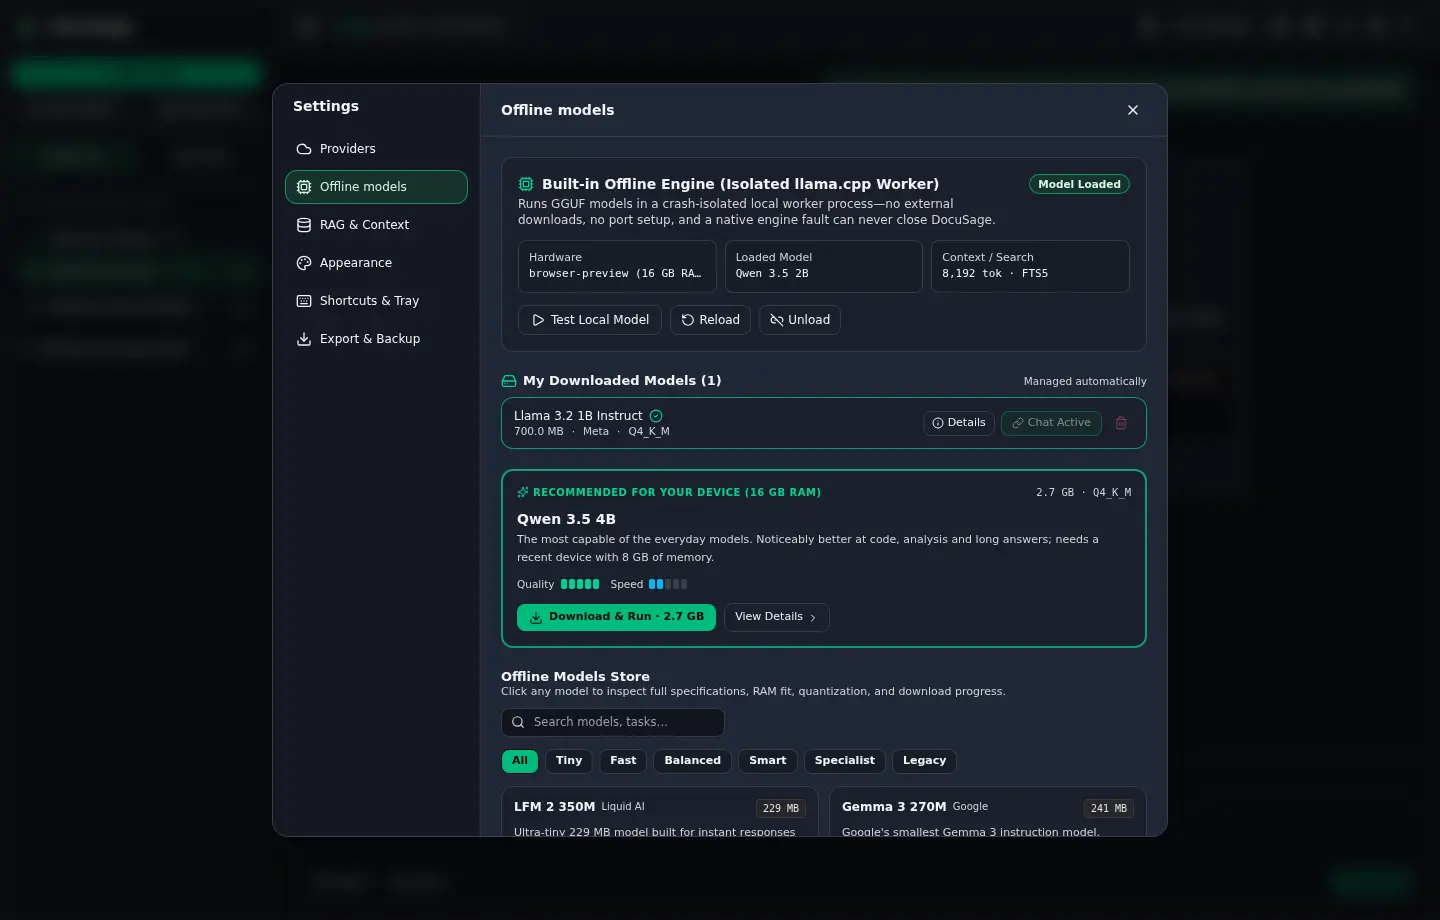 Settings
Providers
Offline models
RAG & Context
Appearance
Shortcuts & Tray
Export & Backup
Offline models
Built-in Offline Engine (Isolated llama.cpp Worker)
Model Loaded
Runs GGUF models in a crash-isolated local worker process—no external
downloads, no port setup, and a native engine fault can never close DocuSage.
Hardware
browser-preview (16 GB RA…
Loaded Model
Qwen 3.5 2B
Context / Search
8,192 tok · FTS5
Test Local Model
Reload
Unload
My Downloaded Models (1)
Managed automatically
Llama 3.2 1B Instruct
700.0 MB · Meta · Q4_K_M
Details
Chat Active
RECOMMENDED FOR YOUR DEVICE (16 GB RAM)
2.7 GB · Q4_K_M
Qwen 3.5 4B
The most capable of the everyday models. Noticeably better at code, analysis and long answers; needs a
recent device with 8 GB of memory.
Quality
Speed
Download & Run · 2.7 GB
View Details
Offline Models Store
Click any model to inspect full specifications, RAM fit, quantization, and download progress.
Search models, tasks...
All
Tiny
Fast
Balanced
Smart
Specialist
Legacy
LFM 2 350M Liquid AI
229 MB
Ultra-tiny 229 MB model built for instant responses
Gemma 3 270M Google
241 MB
Google's smallest Gemma 3 instruction model.